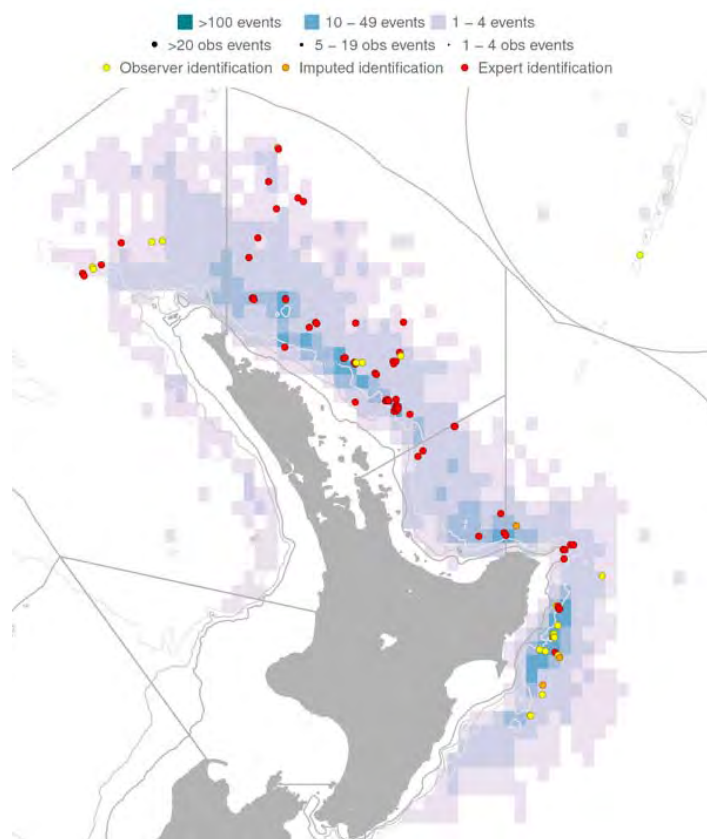 >100 events 10 – 49 events 1 – 4 events
>20 obs events 5 – 19 obs events 1 – 4 obs events
Observer identification Imputed identification Expert identification